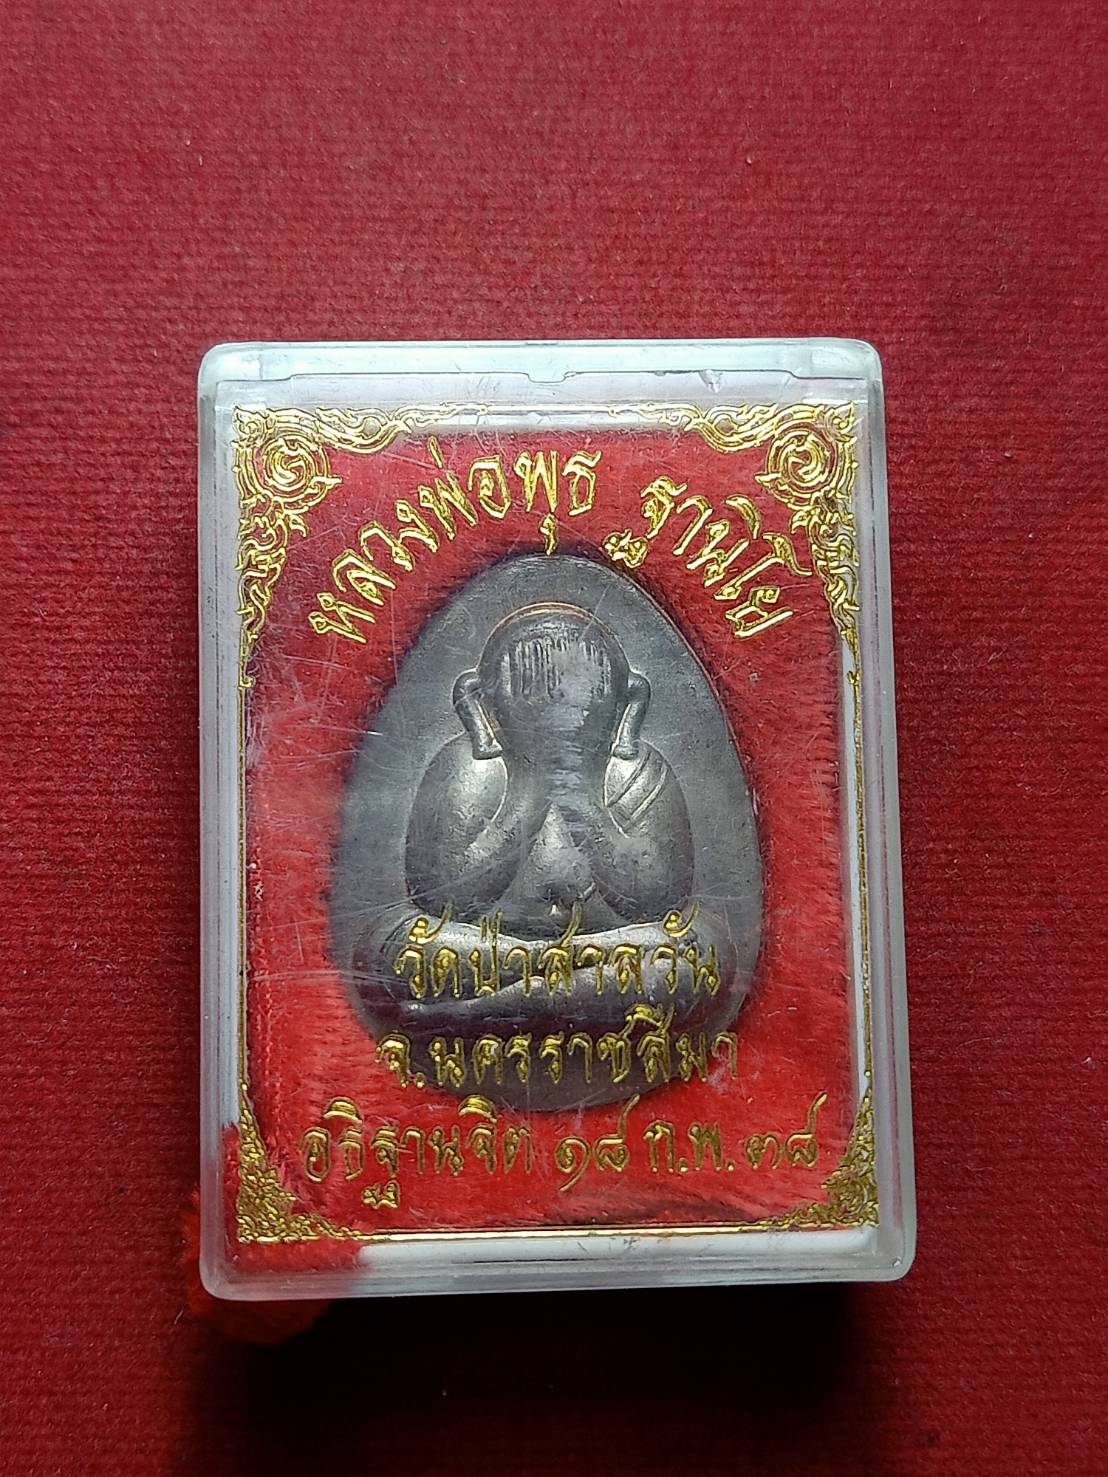 หลวงพ่อพุธ ฐานิโย
วัดป่าสาลวัน
จ.นครราชสีมา
อธิฐานจิต ๑๘ ก.พ. ๓๘